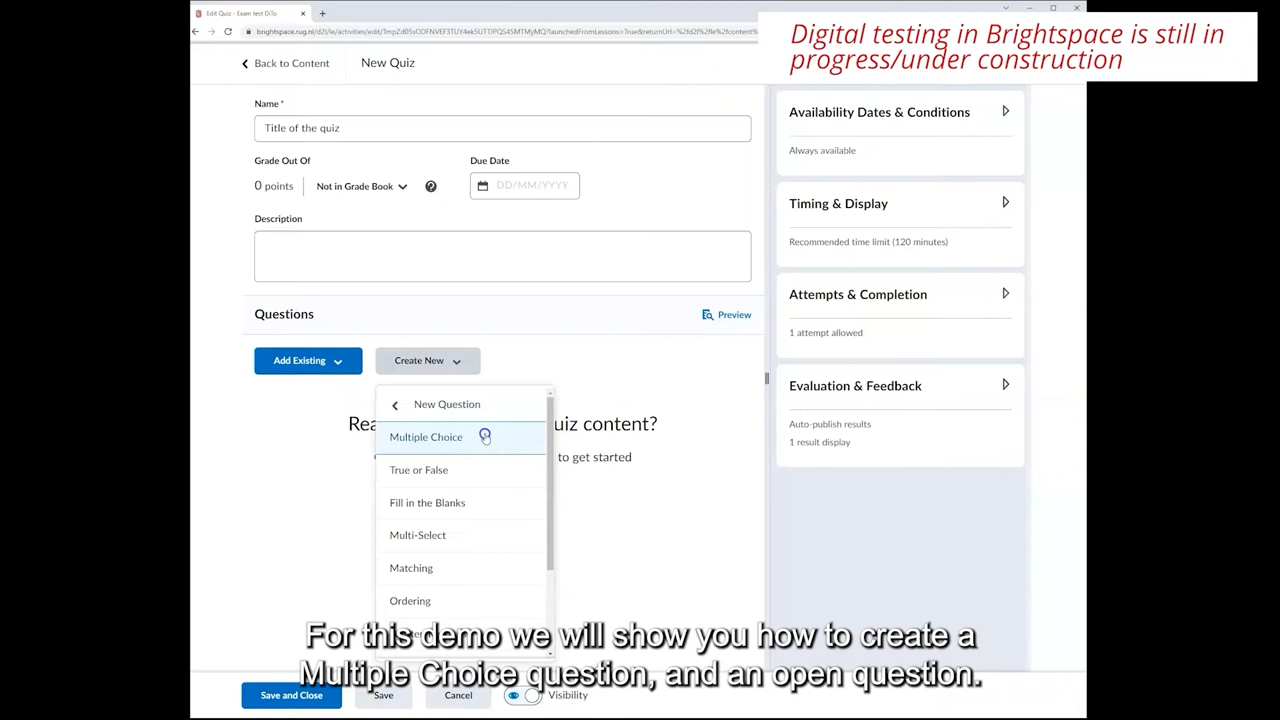 Edit Quiz - Exam test DiTo
Digital testing in Brightspace is still in
progress/under construction
Back to Content
New Quiz
Name *
Title of the quiz
Grade Out Of
Due Date
0 points
Not in Grade Book
DD/MM/YYYY
Description
Questions
Preview
Add Existing
Create New
New Question
Multiple Choice
True or False
Fill in the Blanks
Multi-Select
Matching
Ordering
uiz content?
to get started
Availability Dates & Conditions
Always available
Timing & Display
Recommended time limit (120 minutes)
Attempts & Completion
1 attempt allowed
Evaluation & Feedback
Auto-publish results
1 result display
For this demo we will show you how to create a
Multiple Choice question, and an open question.
Save and Close
Save
Cancel
Visibility